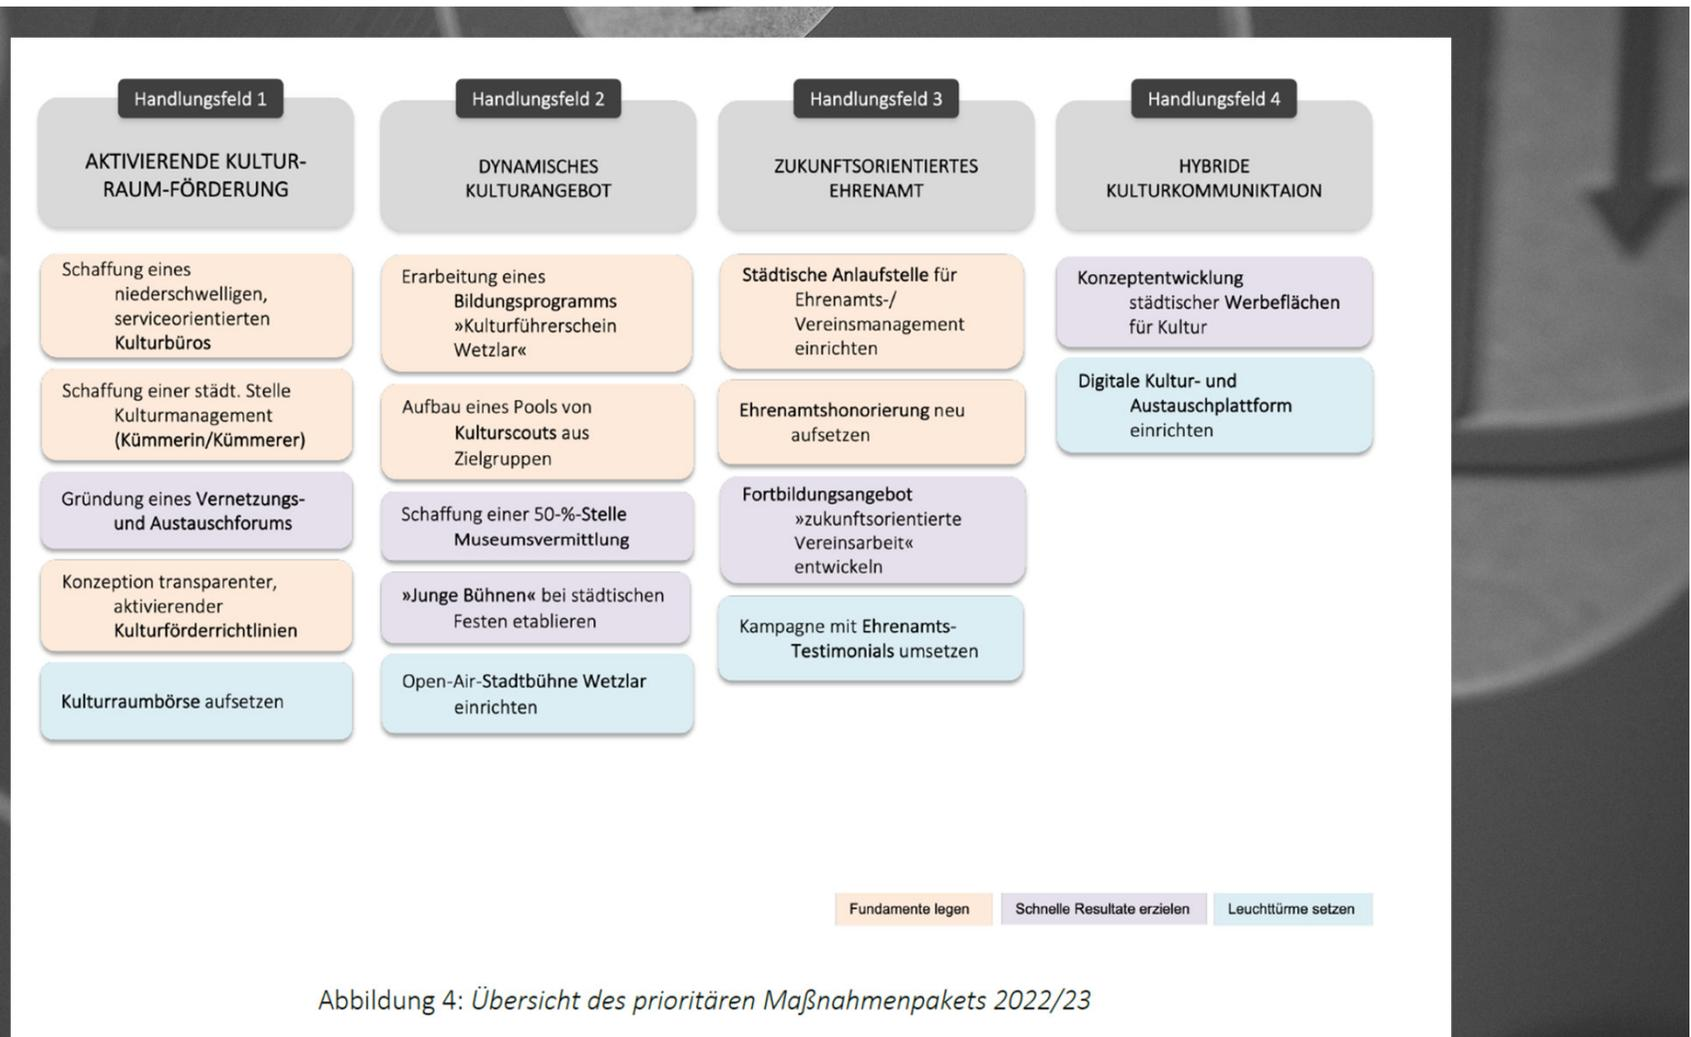 Handlungsfeld 1
AKTIVIERENDE KULTUR-
RAUM-FÖRDERUNG
Schaffung eines
niederschwelligen,
serviceorientierten
Kulturbüros
Schaffung einer städt. Stelle
Kulturmanagement
(Kümmerin/Kümmerer)
Gründung eines Vernetzungs-
und Austauschforums
Konzeption transparenter,
aktivierender
Kulturförderrichtlinien
Kulturraumbörse aufsetzen
Handlungsfeld 2
DYNAMISCHES
KULTURANGEBOT
Erarbeitung eines
Bildungsprogramms
»Kulturführerschein
Wetzlar«
Aufbau eines Pools von
Kulturscouts aus
Zielgruppen
Schaffung einer 50-%-Stelle
Museumsvermittlung
»Junge Bühnen« bei städtischen
Festen etablieren
Open-Air-Stadtbühne Wetzlar
einrichten
Handlungsfeld 3
ZUKUNFTSORIENTIERTES
EHRENAMT
Städtische Anlaufstelle für
Ehrenamts-/
Vereinsmanagement
einrichten
Ehrenamtshonorierung neu
aufsetzen
Fortbildungsangebot
»zukunftsorientierte
Vereinsarbeit«
entwickeln
Kampagne mit Ehrenamts-
Testimonials umsetzen
Handlungsfeld 4
HYBRIDE
KULTURKOMMUNIKTAION
Konzeptentwicklung
städtischer Werbeflächen
für Kultur
Digitale Kultur- und
Austauschplattform
einrichten
Fundamente legen
Schnelle Resultate erzielen
Leuchttürme setzen
Abbildung 4: Übersicht des prioritären Maßnahmenpakets 2022/23